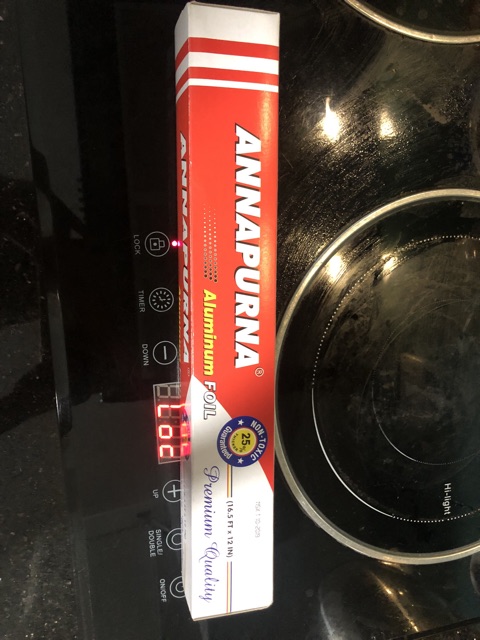 ANNAPURNA®
Aluminum FOIL
NON-TOXIC
25%
Guaranteed
Premium Quality
(16.5 FT x 12 IN)
ANNAPURNA
LOCK
TIMER
DOWN
Loc
UP
SINGLE/
DOUBLE
ON/OFF
Hi-light